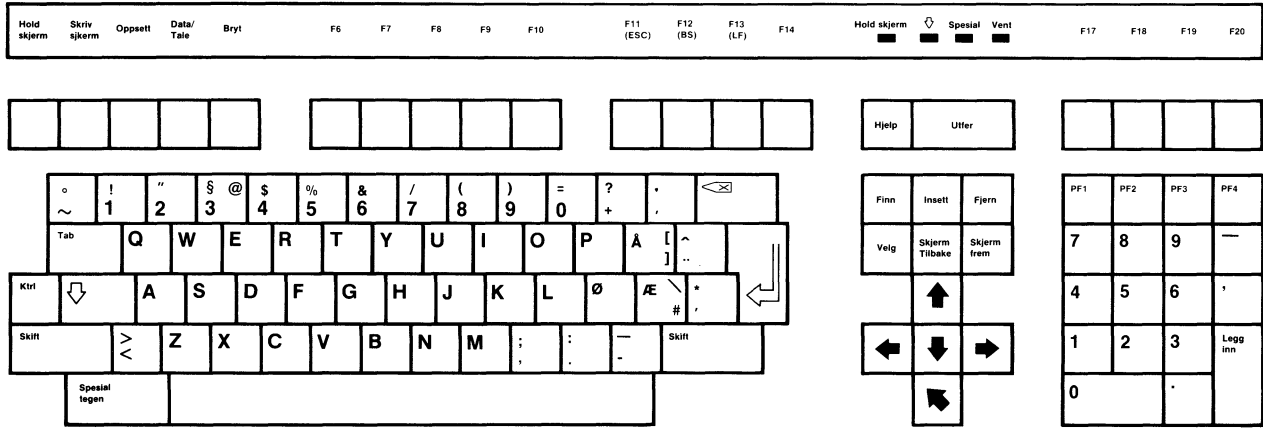 Hold skjerm Skriv sjkerm Oppsett Data/ Tale Bryt F6 F7 F8 F9 F10 F11 (ESC) F12 (BS) F13 (LF) F14 Hold skjerm Spesial Vent F17 F18 F19 F20
Hjelp Utfer
° ~ ! 1 " 2 § @ 3 $ 4 % 5 & 6 / 7 ( 8 ) 9 = 0 ? +
Finn Insett Fjern
PF1 PF2 PF3 PF4
Tab Q W E R T Y U I O P Å [ ] ^ ¨
Velg Skjerm Tilbake Skjerm frem
7 8 9 —
Ktrl A S D F G H J K L Ø Æ \ # * ,
4 5 6 ,
Skift > < Z X C V B N M ; , : . — - Skift
1 2 3 Legg inn
Spesial tegen
0 .